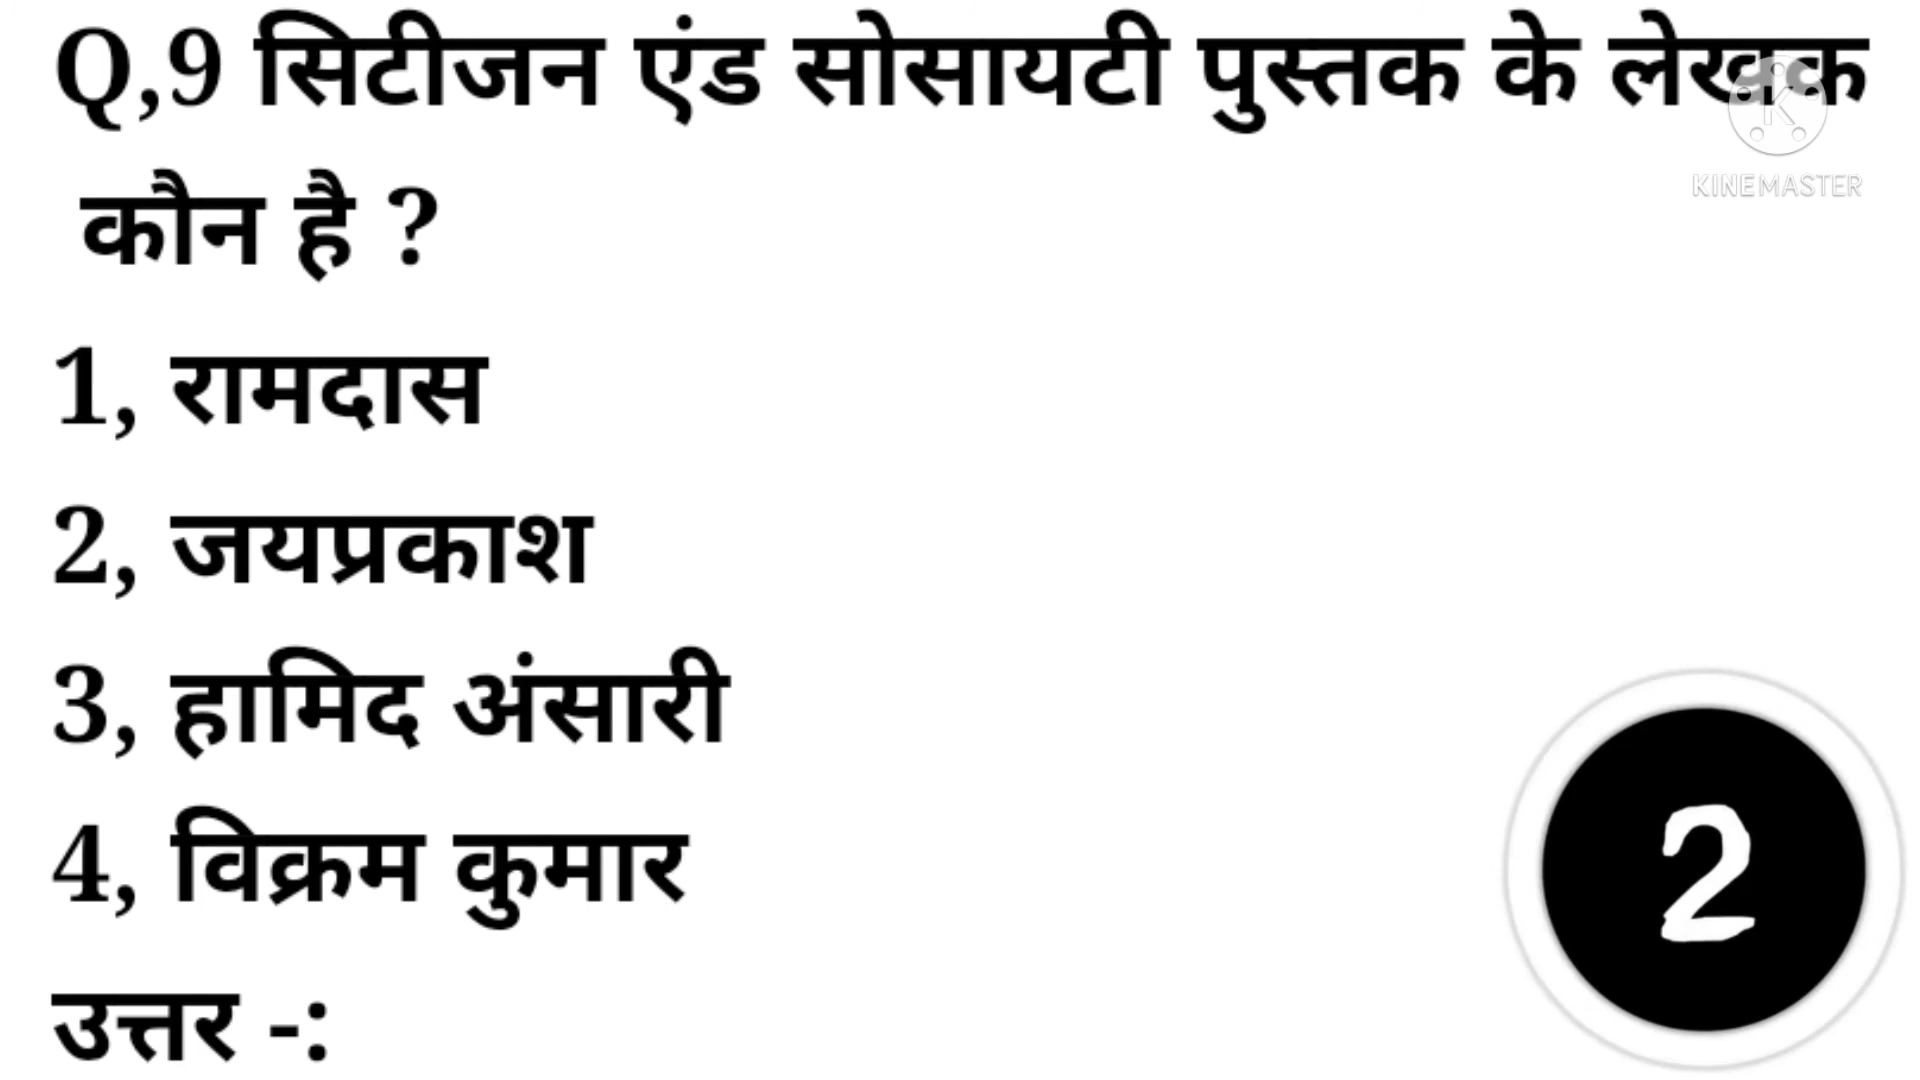 Q,9 सिटीजन एंड सोसायटी पुस्तक के लेखक
कौन है ?
KINEMASTER
1, रामदास
2, जयप्रकाश
3, हामिद अंसारी
4, विक्रम कुमार
2
उत्तर -: